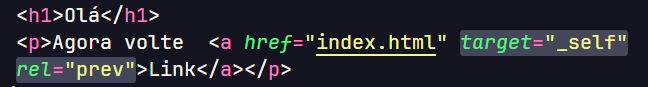 <h1>Olá</h1>
<p>Agora volte  <a href="index.html" target="_self"
rel="prev">Link</a></p>